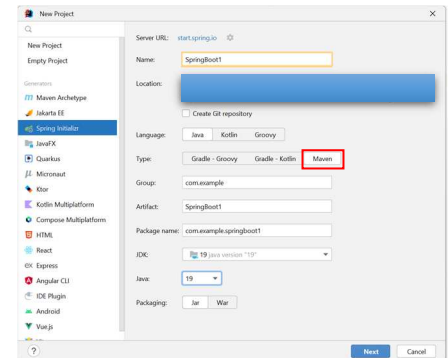 New Project
Server URL: start.spring.io
New Project
Empty Project
Name: SpringBoot1
Location:
Generators
Maven Archetype
Create Git repository
Jakarta EE
Spring Initializr
Language: Java Kotlin Groovy
JavaFX
Quarkus
Type: Gradle - Groovy Gradle - Kotlin Maven
Micronaut
Ktor
Group: com.example
Kotlin Multiplatform
Compose Multiplatform
Artifact: SpringBoot1
HTML
React
Package name: com.example.springboot1
Express
JDK: 19 java version "19"
Angular CLI
IDE Plugin
Java: 19
Android
Vue.js
Packaging: Jar War
? Next Cancel